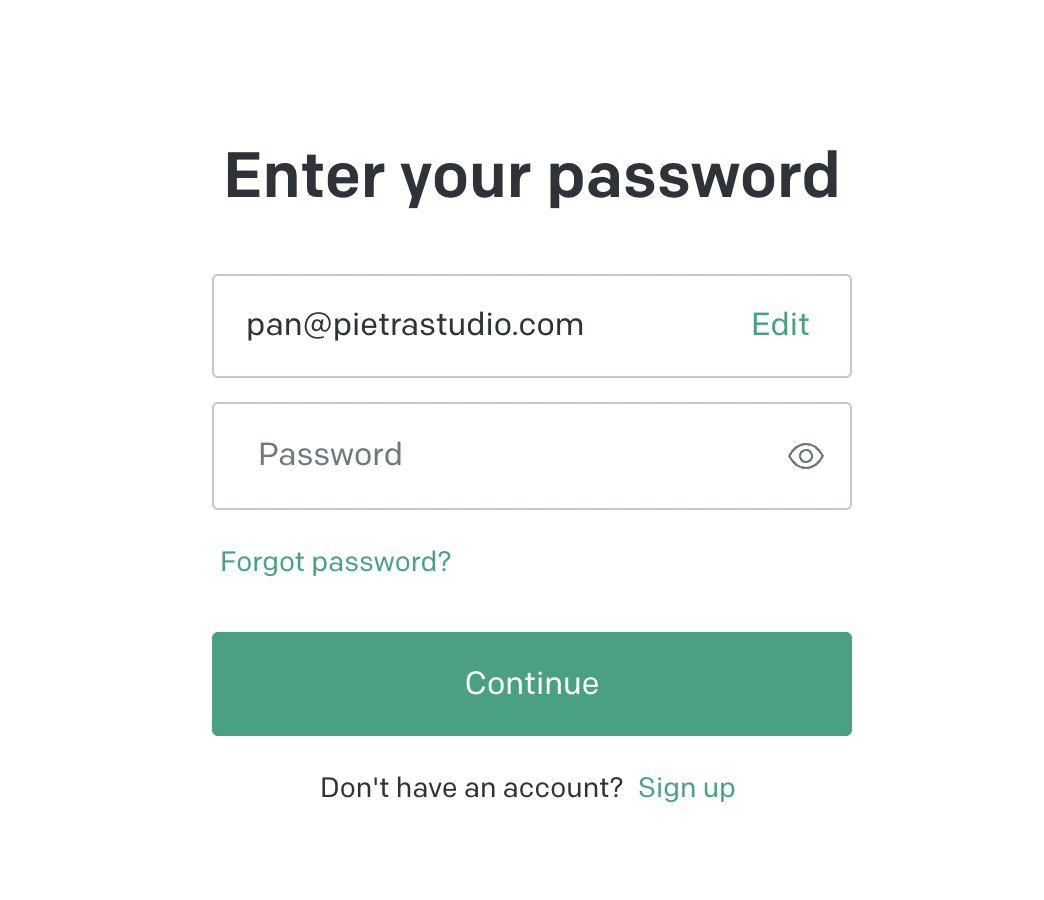 Enter your password
pan@pietrastudio.com Edit
Password
Forgot password?
Continue
Don't have an account? Sign up